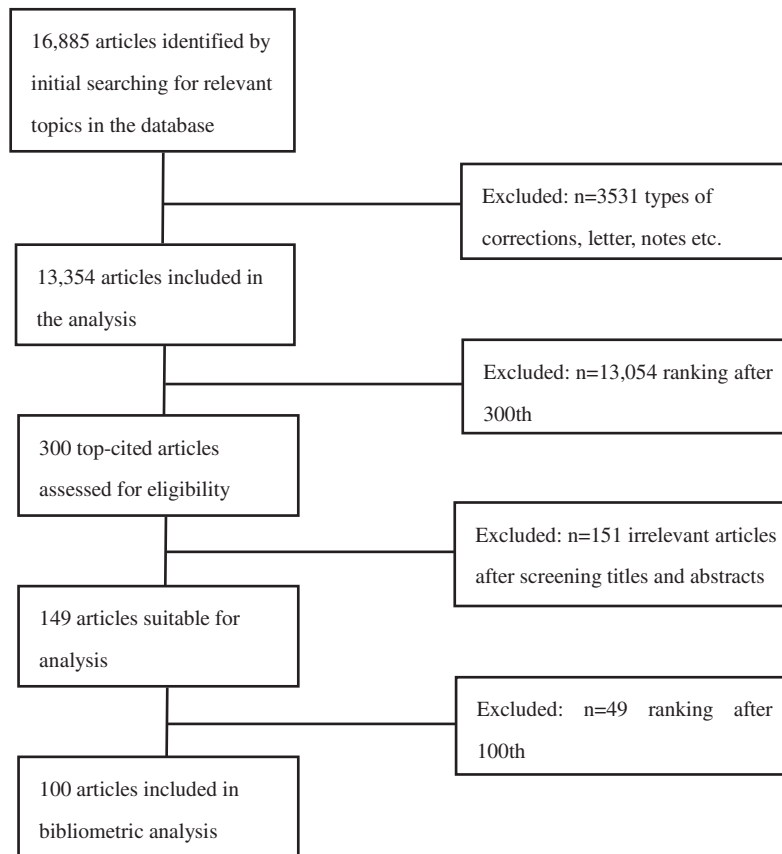 16,885 articles identified by
initial searching for relevant
topics in the database
Excluded: n=3531 types of
corrections, letter, notes etc.
13,354 articles included in
the analysis
Excluded: n=13,054 ranking after
300th
300 top-cited articles
assessed for eligibility
Excluded: n=151 irrelevant articles
after screening titles and abstracts
149 articles suitable for
analysis
Excluded: n=49 ranking after
100th
100 articles included in
bibliometric analysis